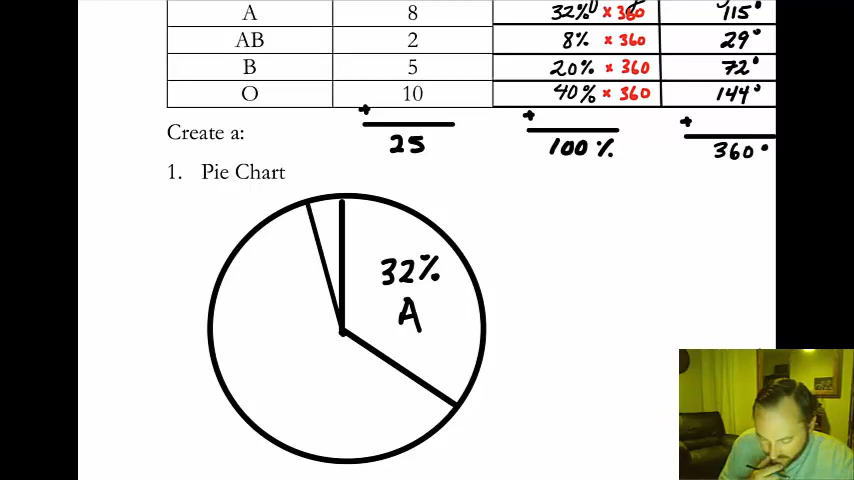 A 8 32% × 360 115°
AB 2 8% × 360 29°
B 5 20% × 360 72°
O 10 40% × 360 144°
+ + +
Create a: 25 100% 360°
1. Pie Chart
32%
A